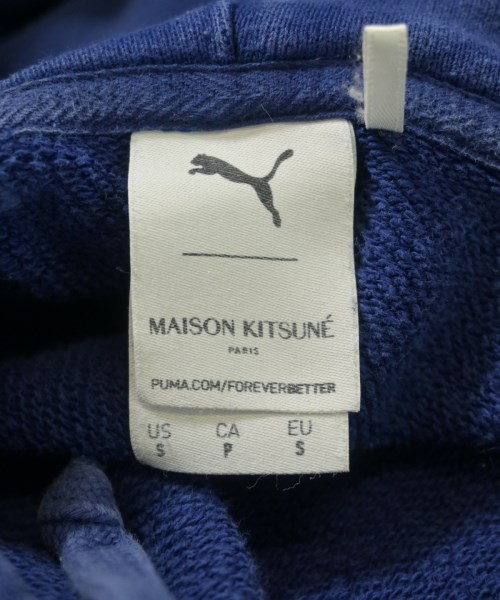 MAISON KITSUNÉ
PARIS
PUMA.COM/FOREVERBETTER
US CA EU
S P S